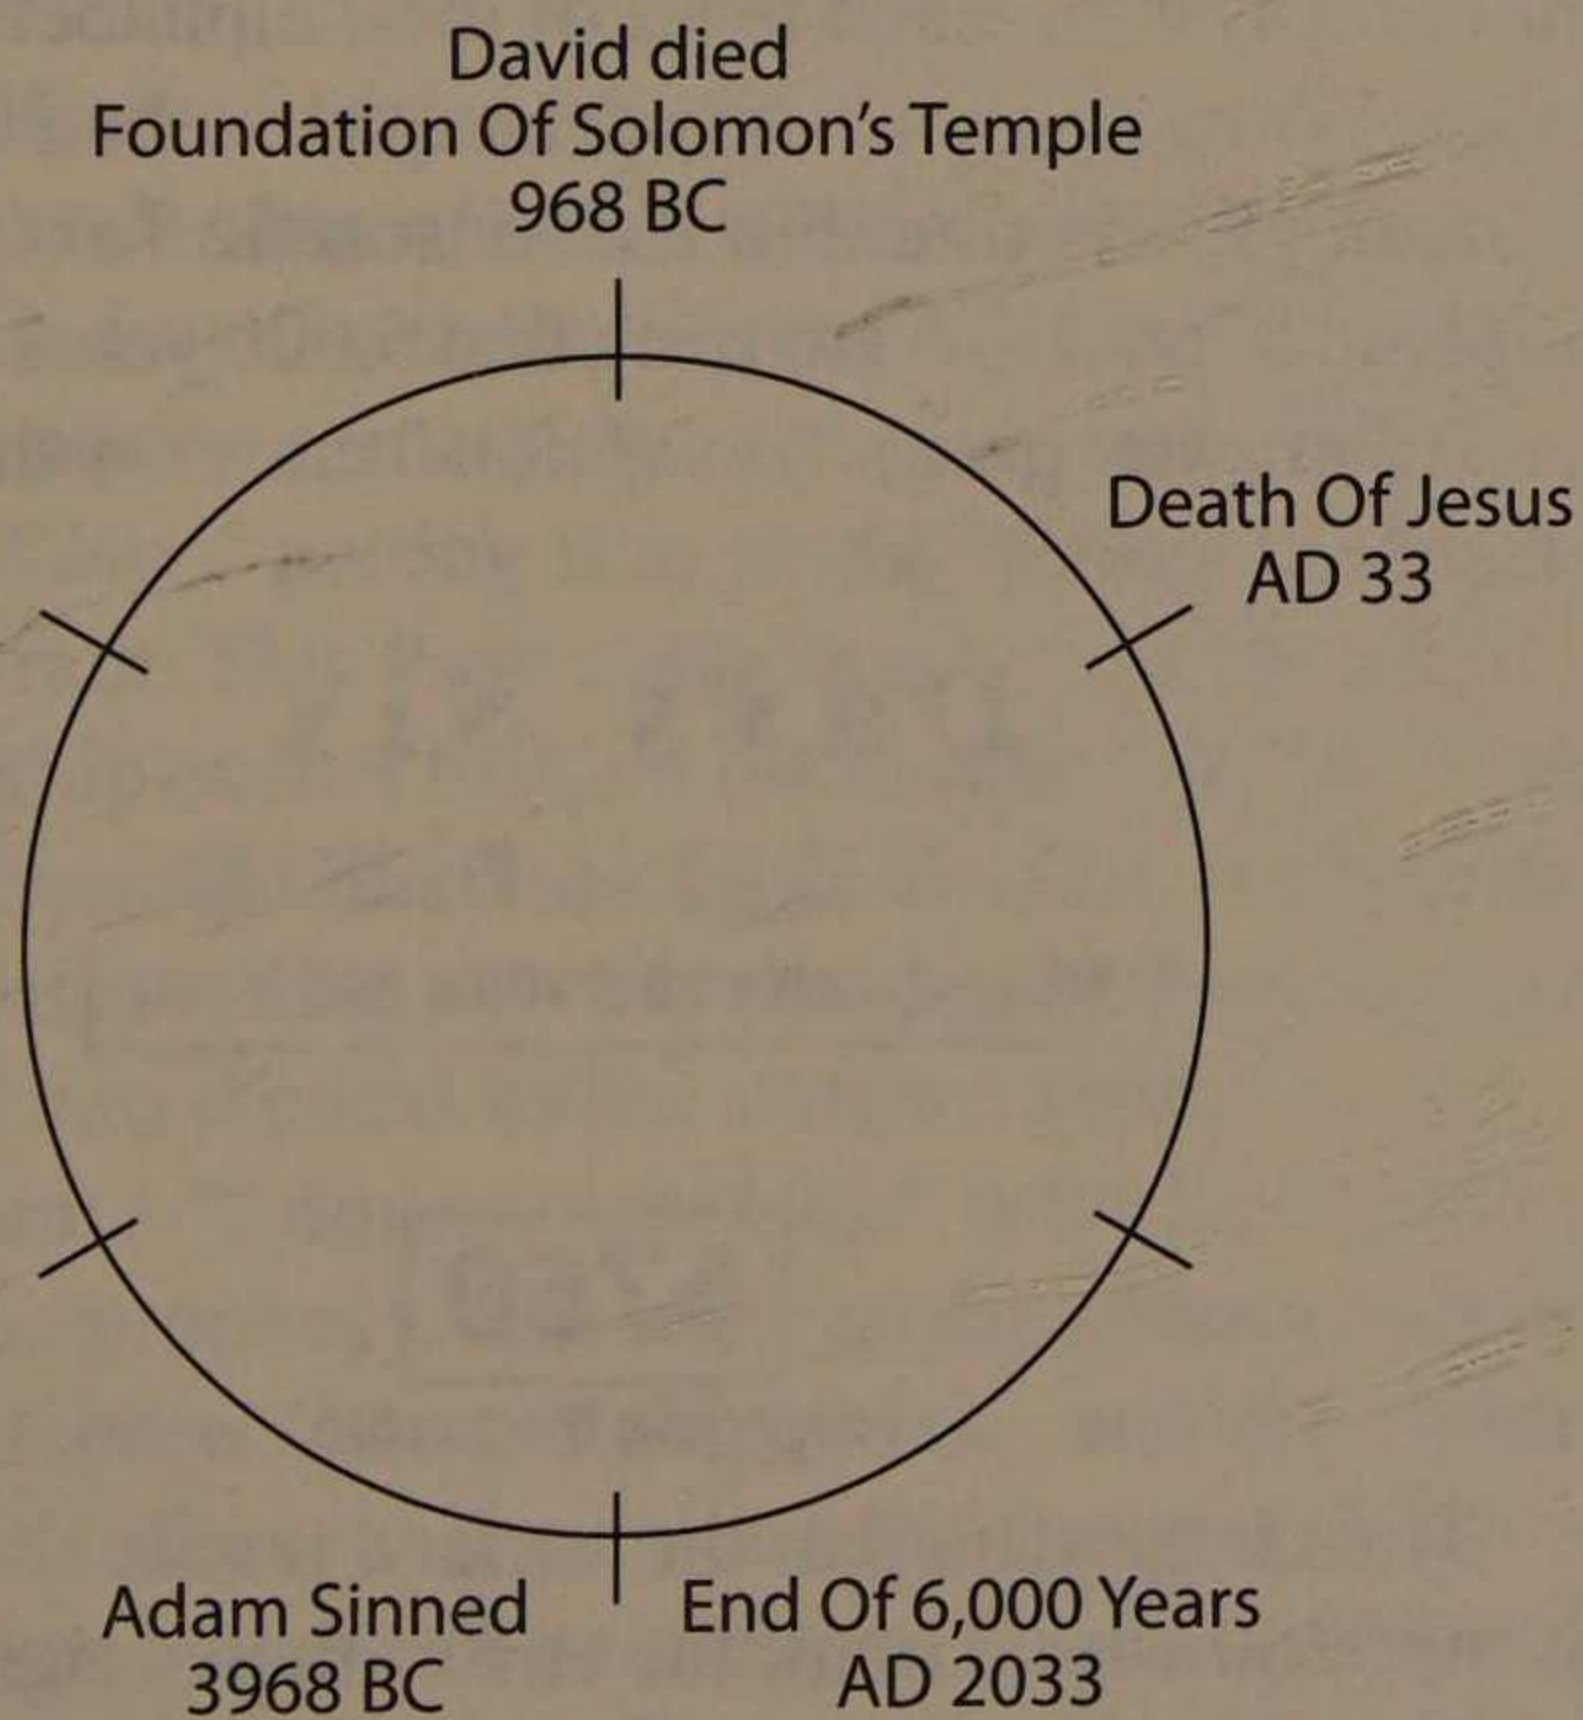 David died
Foundation Of Solomon's Temple
968 BC
Death Of Jesus
AD 33
Adam Sinned
3968 BC
End Of 6,000 Years
AD 2033